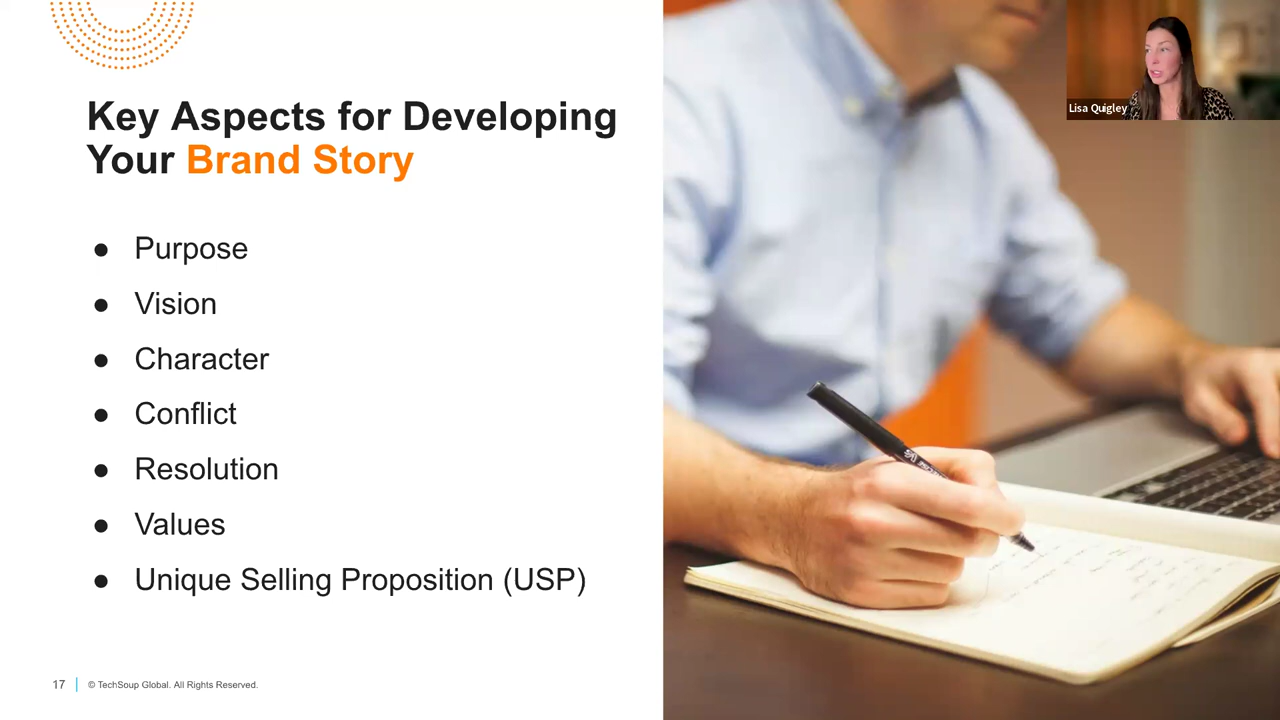 Lisa Quigley
Key Aspects for Developing
Your Brand Story
● Purpose
● Vision
● Character
● Conflict
● Resolution
● Values
● Unique Selling Proposition (USP)
17
© TechSoup Global. All Rights Reserved.